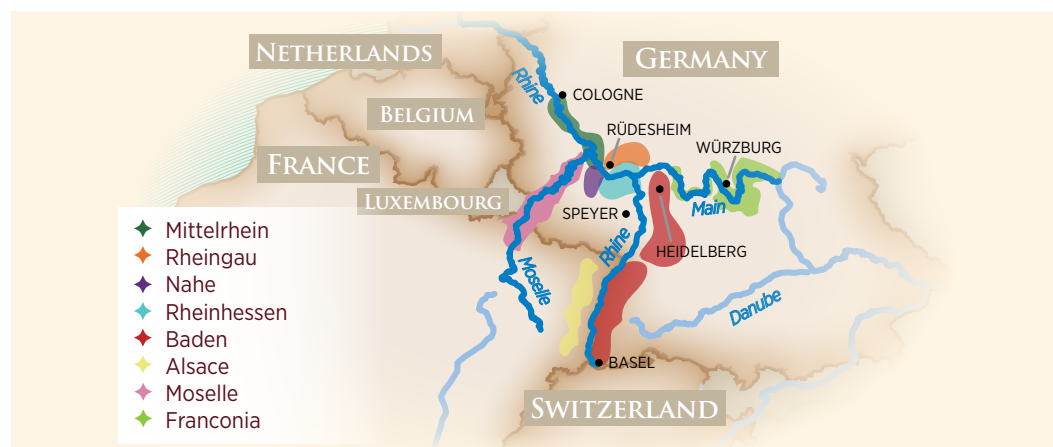 NETHERLANDS
GERMANY
Rhine
COLOGNE
BELGIUM
RÜDESHEIM
WÜRZBURG
FRANCE
LUXEMBOURG
SPEYER
Main
HEIDELBERG
Rhine
Moselle
Danube
BASEL
SWITZERLAND
Mittelrhein
Rheingau
Nahe
Rheinhessen
Baden
Alsace
Moselle
Franconia